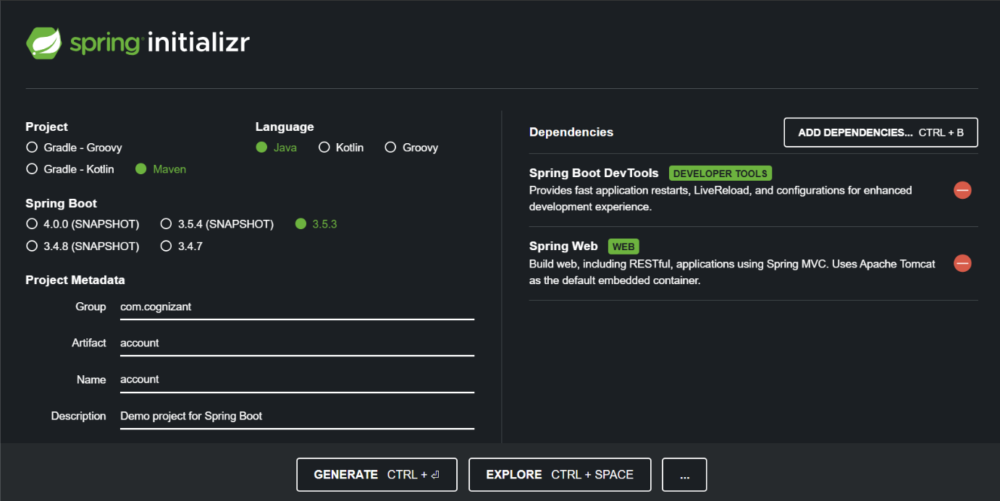 spring initializr
Project
Gradle - Groovy
Gradle - Kotlin Maven
Language
Java Kotlin Groovy
Spring Boot
4.0.0 (SNAPSHOT) 3.5.4 (SNAPSHOT) 3.5.3
3.4.8 (SNAPSHOT) 3.4.7
Project Metadata
Group com.cognizant
Artifact account
Name account
Description Demo project for Spring Boot
Dependencies
ADD DEPENDENCIES... CTRL + B
Spring Boot DevTools DEVELOPER TOOLS
Provides fast application restarts, LiveReload, and configurations for enhanced
development experience.
Spring Web WEB
Build web, including RESTful, applications using Spring MVC. Uses Apache Tomcat
as the default embedded container.
GENERATE CTRL + ⏎
EXPLORE CTRL + SPACE
...